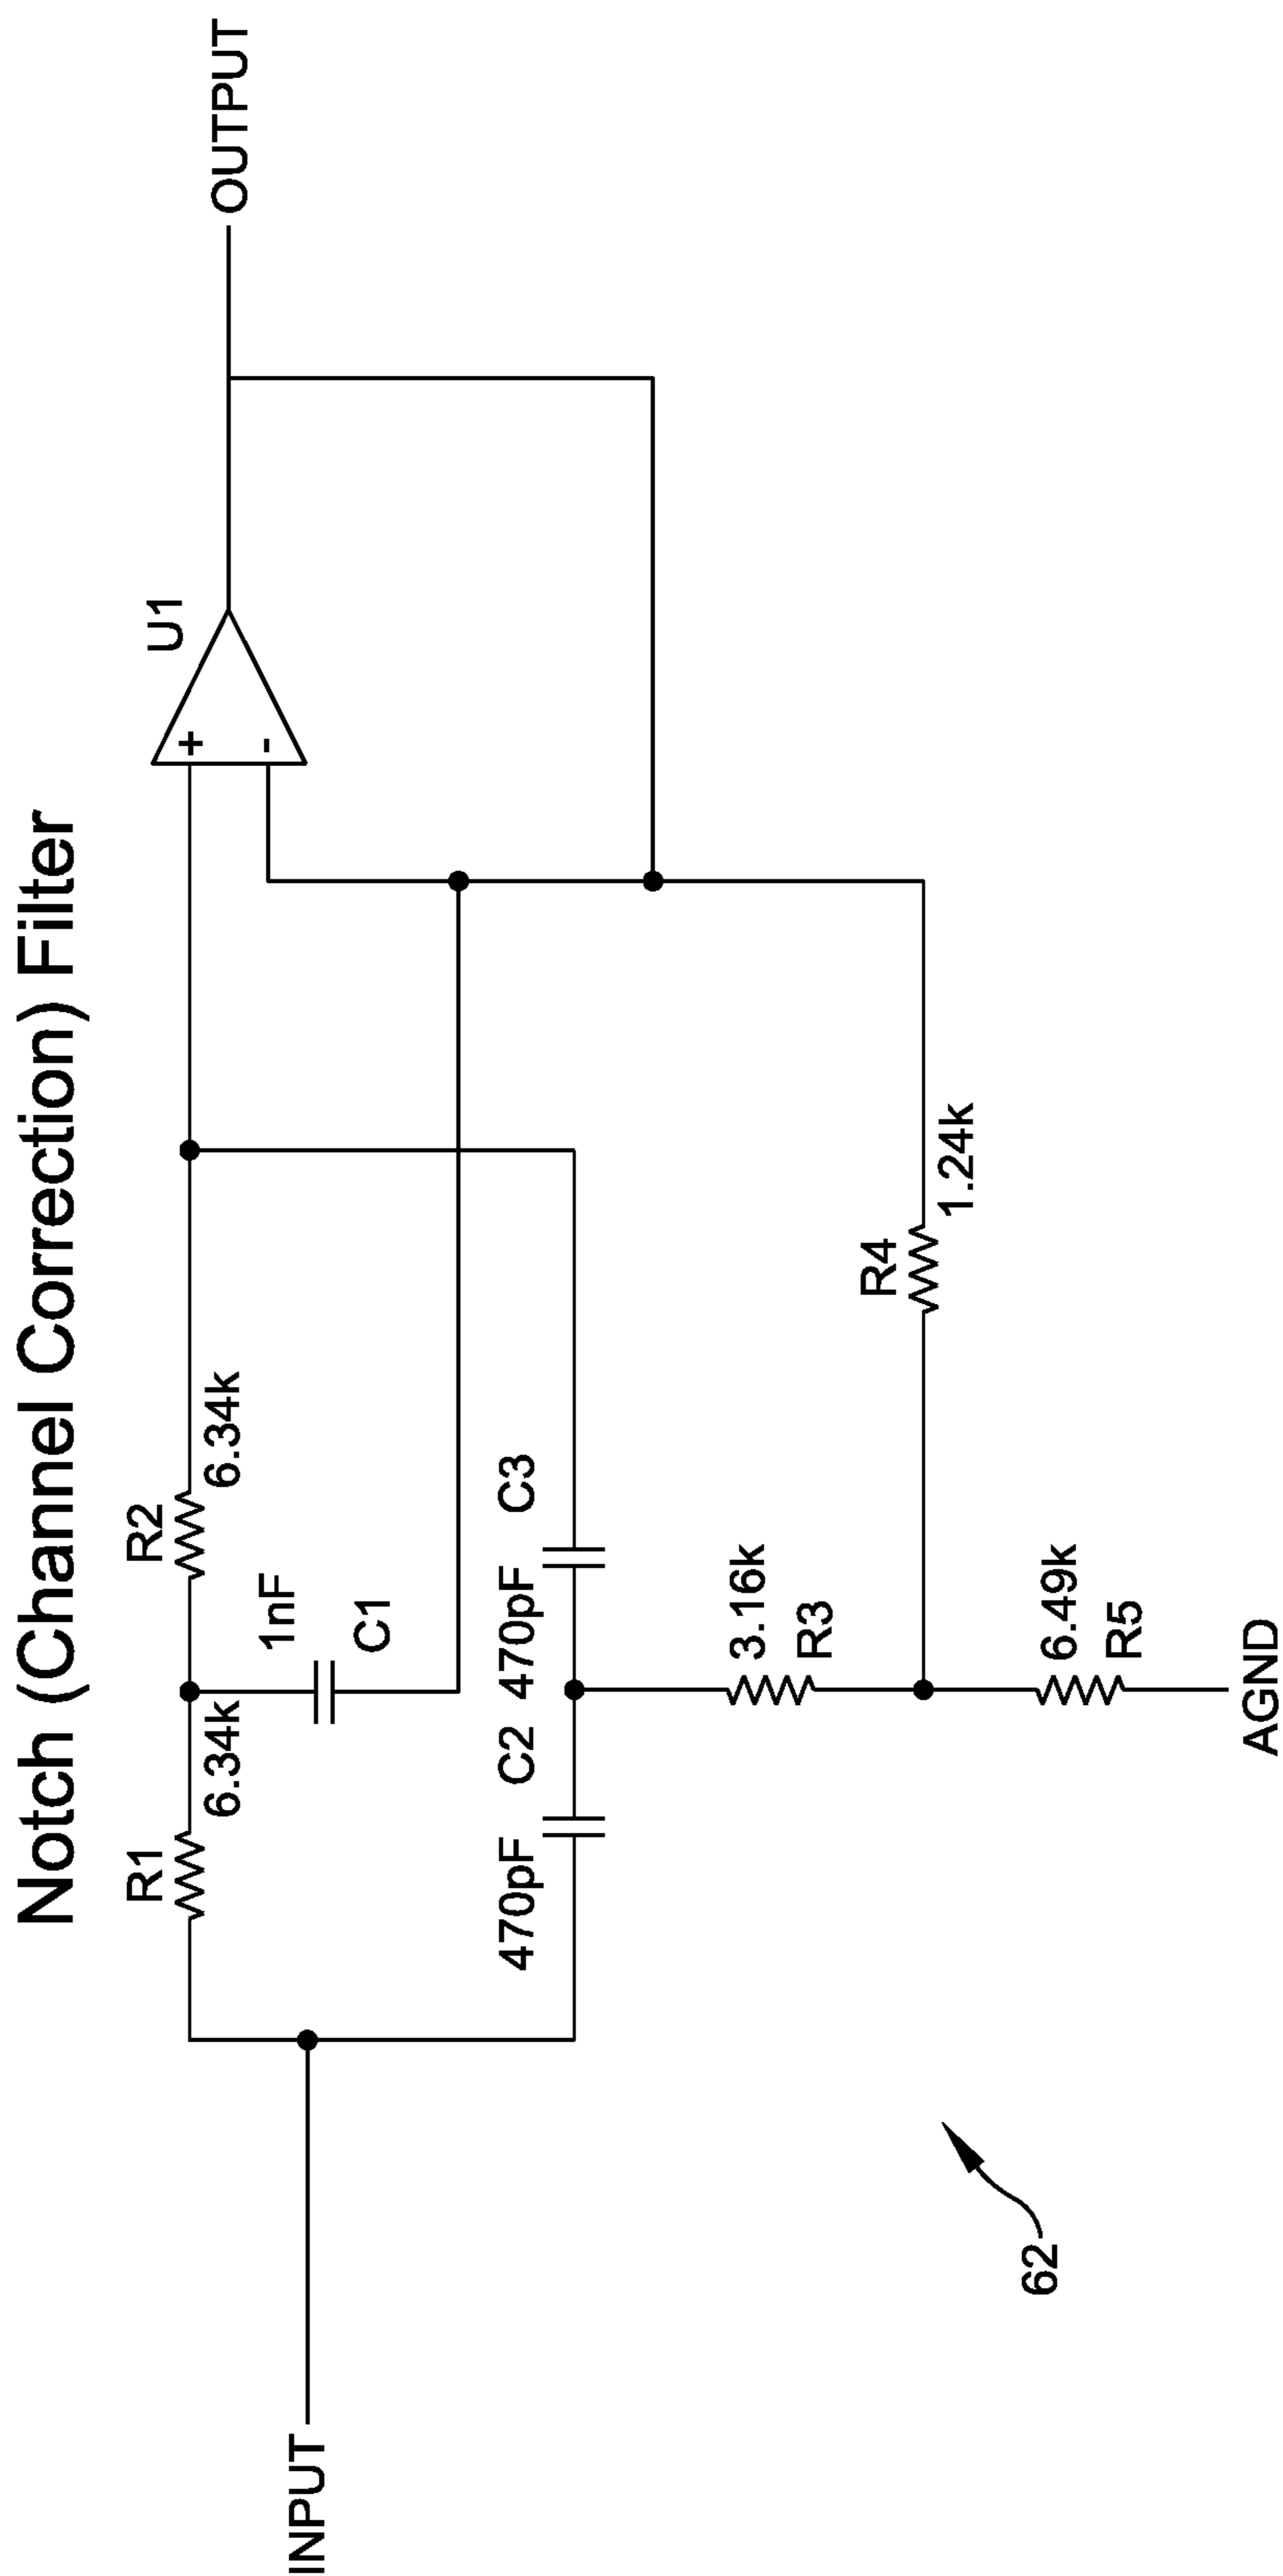 Notch (Channel Correction) Filter
R1
6.34k
R2
6.34k
U1
+
-
OUTPUT
1nF
C1
INPUT
470pF
C2
470pF
C3
3.16k
R3
R4
1.24k
6.49k
R5
AGND
62